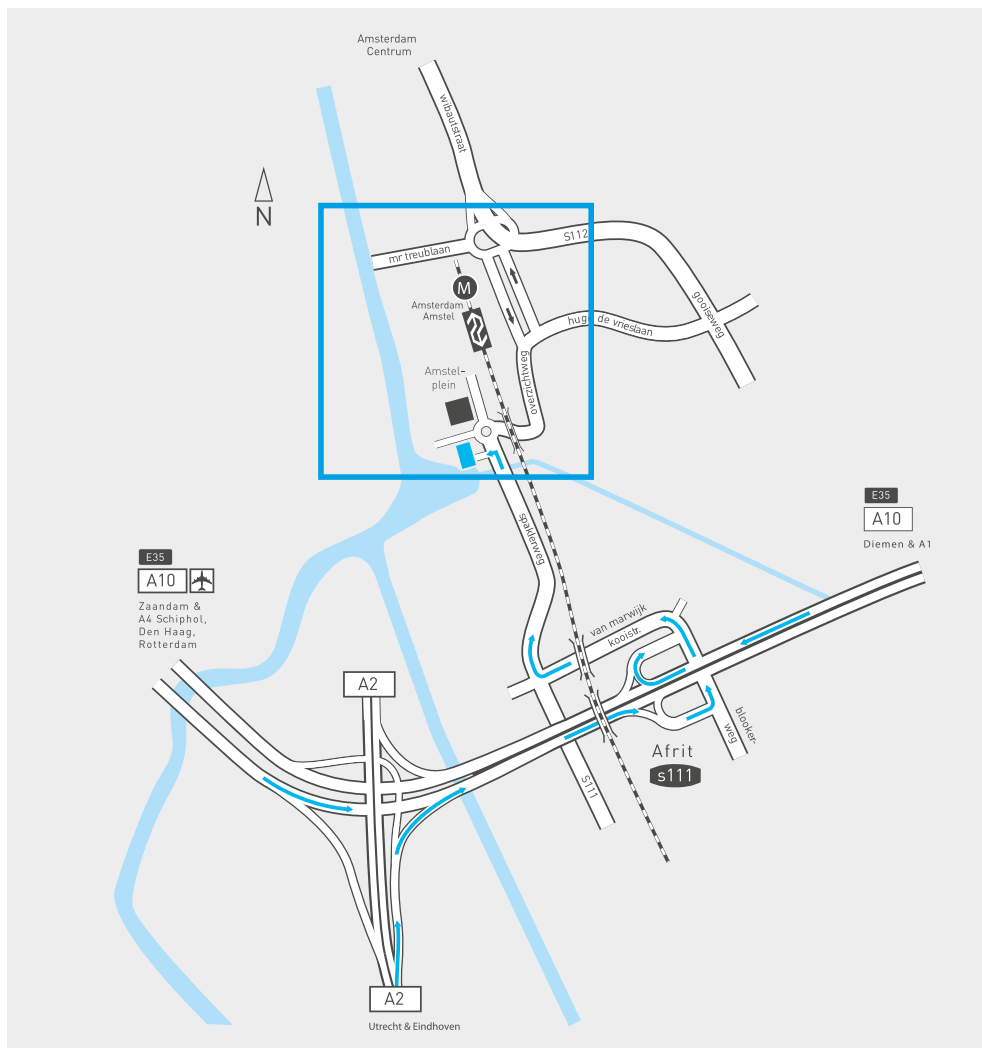 Amsterdam
Centrum
wibautstraat
N
S112
mr treublaan
M
Amsterdam
Amstel
gooiseweg
hugo de vrieslaan
overzichtweg
Amstel-
plein
E35
A10
Diemen & A1
spaklerweg
E35
A10
Zaandam &
A4 Schiphol,
Den Haag,
Rotterdam
van marwijk
kooistr.
A2
blooker-
weg
Afrit
s111
S111
A2
Utrecht & Eindhoven